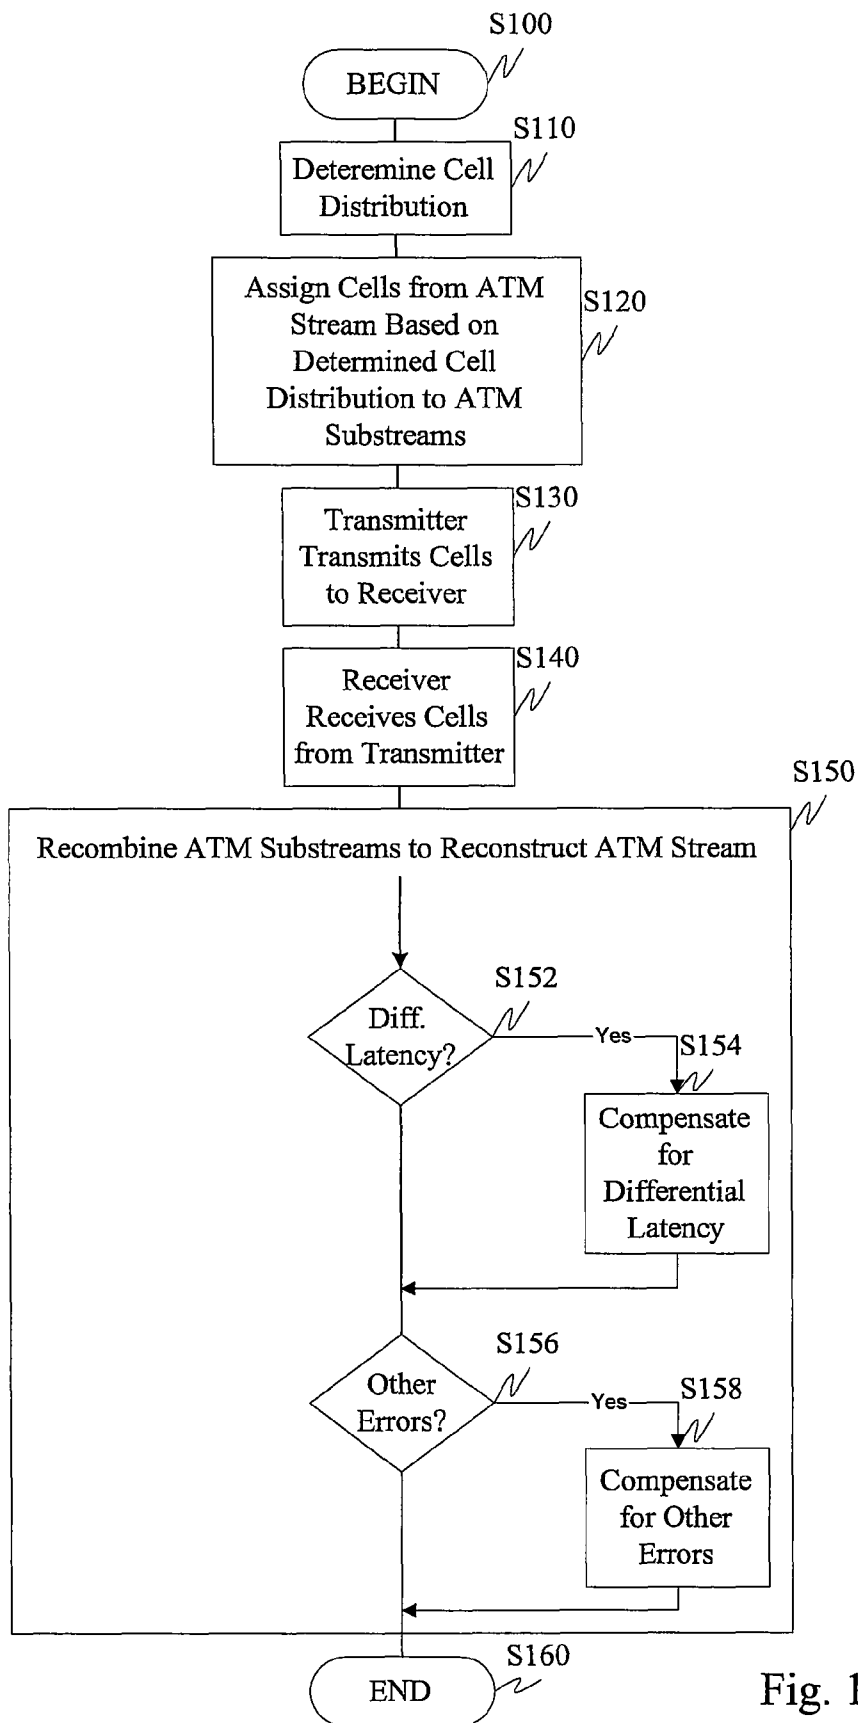 S100
BEGIN
S110
Deteremine Cell
Distribution
Assign Cells from ATM
Stream Based on
Determined Cell
Distribution to ATM
Substreams
S120
S130
Transmitter
Transmits Cells
to Receiver
S140
Receiver
Receives Cells
from Transmitter
S150
Recombine ATM Substreams to Reconstruct ATM Stream
S152
Diff.
Latency?
Yes
S154
Compensate
for
Differential
Latency
S156
Other
Errors?
Yes
S158
Compensate
for Other
Errors
S160
END